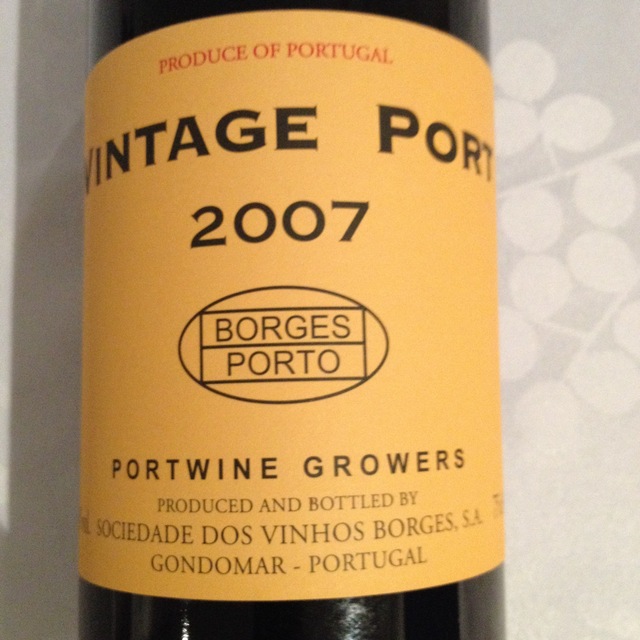 PRODUCE OF PORTUGAL
VINTAGE PORT
2007
BORGES
PORTO
PORTWINE GROWERS
PRODUCED AND BOTTLED BY
SOCIEDADE DOS VINHOS BORGES, S.A.
GONDOMAR - PORTUGAL